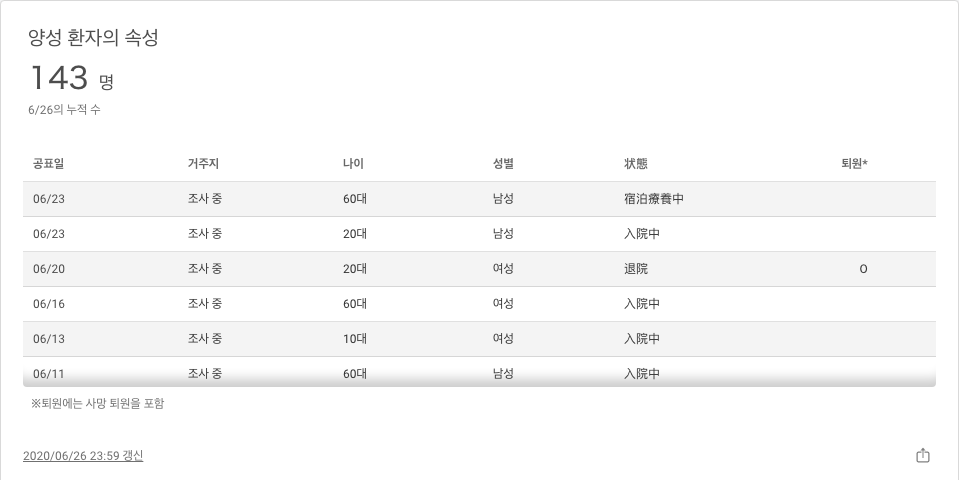 양성 환자의 속성
143 명
6/26의 누적 수
공표일 거주지 나이 성별 状態 퇴원*
06/23 조사 중 60대 남성 宿泊療養中
06/23 조사 중 20대 남성 入院中
06/20 조사 중 20대 여성 退院 O
06/16 조사 중 60대 여성 入院中
06/13 조사 중 10대 여성 入院中
06/11 조사 중 60대 남성 入院中
※퇴원에는 사망 퇴원을 포함
2020/06/26 23:59 갱신